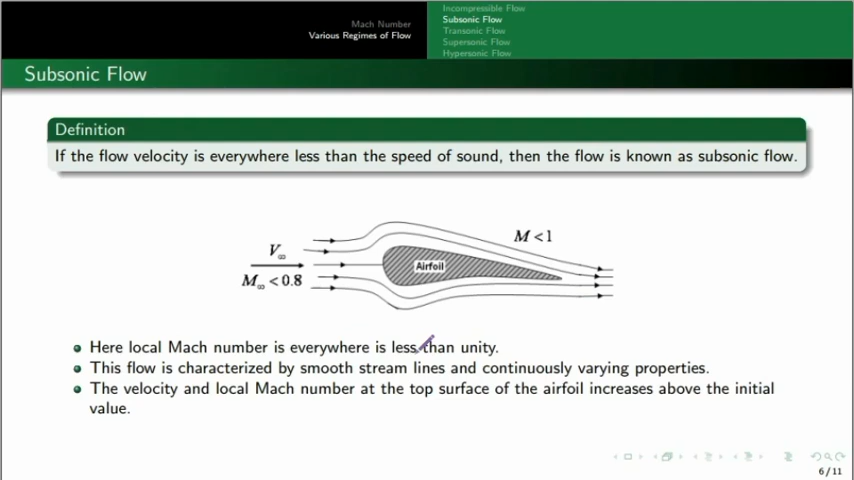 Mach Number
Various Regimes of Flow
Incompressible Flow
Subsonic Flow
Transonic Flow
Supersonic Flow
Hypersonic Flow
Subsonic Flow
Definition
If the flow velocity is everywhere less than the speed of sound, then the flow is known as subsonic flow.
V∞
M∞ < 0.8
Airfoil
M < 1
Here local Mach number is everywhere is less than unity.
This flow is characterized by smooth stream lines and continuously varying properties.
The velocity and local Mach number at the top surface of the airfoil increases above the initial
value.
6/11